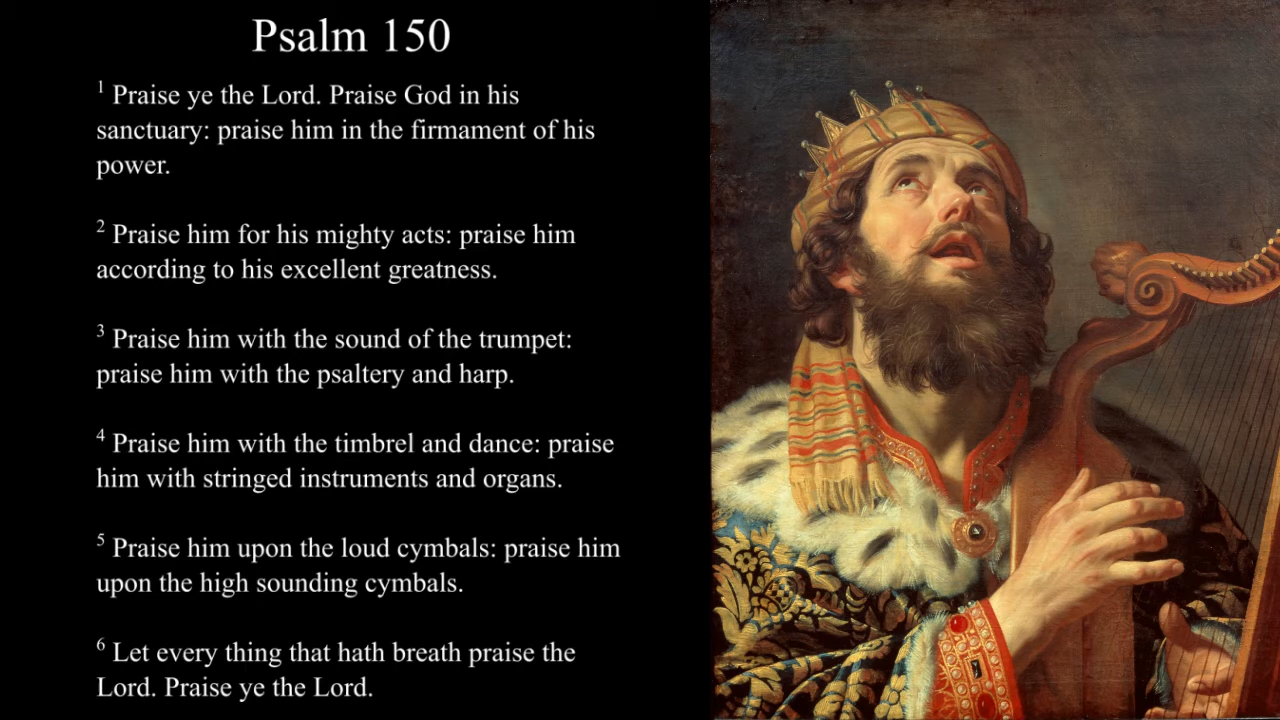 Psalm 150
1 Praise ye the Lord. Praise God in his
sanctuary: praise him in the firmament of his
power.
2 Praise him for his mighty acts: praise him
according to his excellent greatness.
3 Praise him with the sound of the trumpet:
praise him with the psaltery and harp.
4 Praise him with the timbrel and dance: praise
him with stringed instruments and organs.
5 Praise him upon the loud cymbals: praise him
upon the high sounding cymbals.
6 Let every thing that hath breath praise the
Lord. Praise ye the Lord.